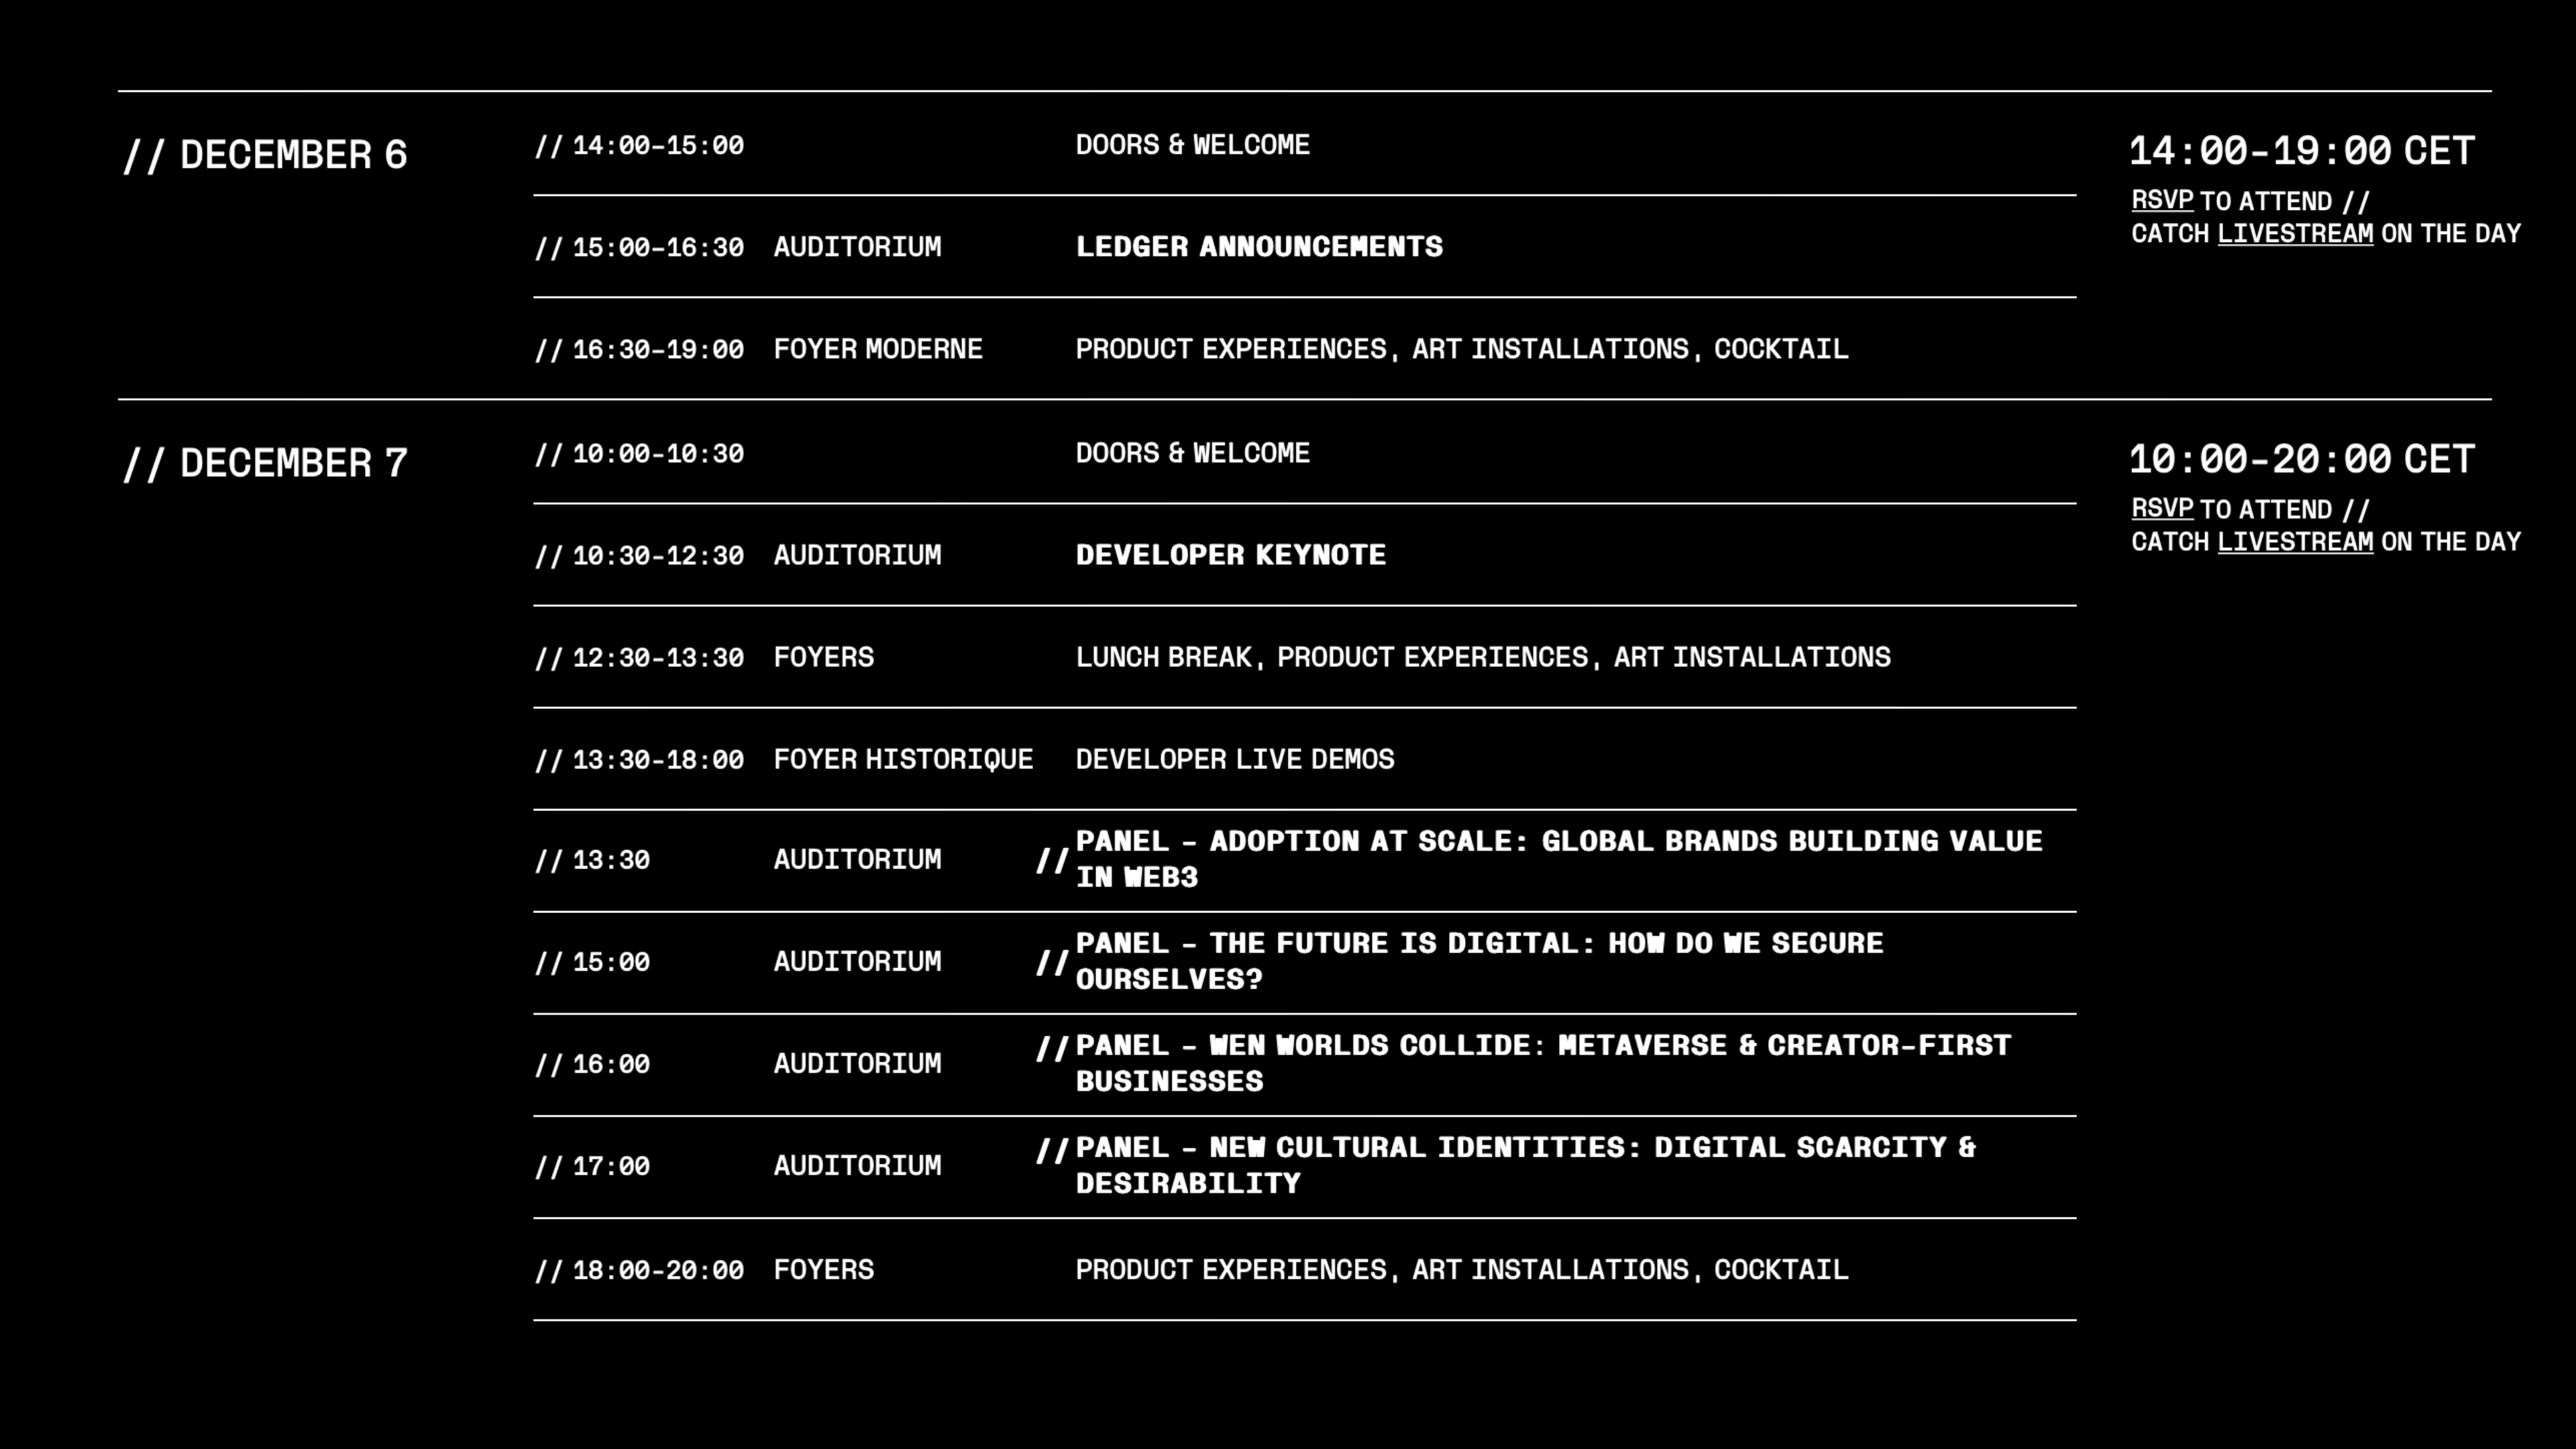 // DECEMBER 6
// 14:00-15:00 DOORS & WELCOME
// 15:00-16:30 AUDITORIUM LEDGER ANNOUNCEMENTS
// 16:30-19:00 FOYER MODERNE PRODUCT EXPERIENCES, ART INSTALLATIONS, COCKTAIL
14:00-19:00 CET
RSVP TO ATTEND //
CATCH LIVESTREAM ON THE DAY
// DECEMBER 7
// 10:00-10:30 DOORS & WELCOME
// 10:30-12:30 AUDITORIUM DEVELOPER KEYNOTE
// 12:30-13:30 FOYERS LUNCH BREAK, PRODUCT EXPERIENCES, ART INSTALLATIONS
// 13:30-18:00 FOYER HISTORIQUE DEVELOPER LIVE DEMOS
// 13:30 AUDITORIUM // PANEL - ADOPTION AT SCALE: GLOBAL BRANDS BUILDING VALUE
IN WEB3
// 15:00 AUDITORIUM // PANEL - THE FUTURE IS DIGITAL: HOW DO WE SECURE
OURSELVES?
// 16:00 AUDITORIUM // PANEL - WEN WORLDS COLLIDE: METAVERSE & CREATOR-FIRST
BUSINESSES
// 17:00 AUDITORIUM // PANEL - NEW CULTURAL IDENTITIES: DIGITAL SCARCITY &
DESIRABILITY
// 18:00-20:00 FOYERS PRODUCT EXPERIENCES, ART INSTALLATIONS, COCKTAIL
10:00-20:00 CET
RSVP TO ATTEND //
CATCH LIVESTREAM ON THE DAY